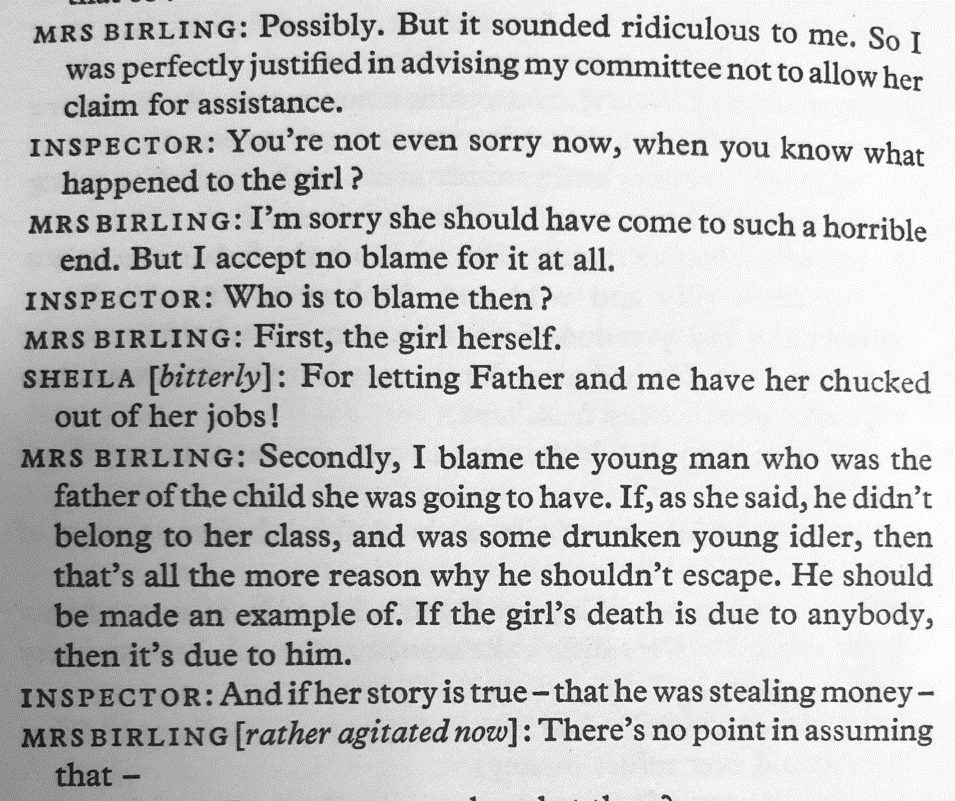 MRS BIRLING: Possibly. But it sounded ridiculous to me. So I
was perfectly justified in advising my committee not to allow her
claim for assistance.
INSPECTOR: You're not even sorry now, when you know what
happened to the girl?
MRS BIRLING: I'm sorry she should have come to such a horrible
end. But I accept no blame for it at all.
INSPECTOR: Who is to blame then?
MRS BIRLING: First, the girl herself.
SHEILA [bitterly]: For letting Father and me have her chucked
out of her jobs!
MRS BIRLING: Secondly, I blame the young man who was the
father of the child she was going to have. If, as she said, he didn't
belong to her class, and was some drunken young idler, then
that's all the more reason why he shouldn't escape. He should
be made an example of. If the girl's death is due to anybody,
then it's due to him.
INSPECTOR: And if her story is true – that he was stealing money –
MRS BIRLING [rather agitated now]: There's no point in assuming
that –